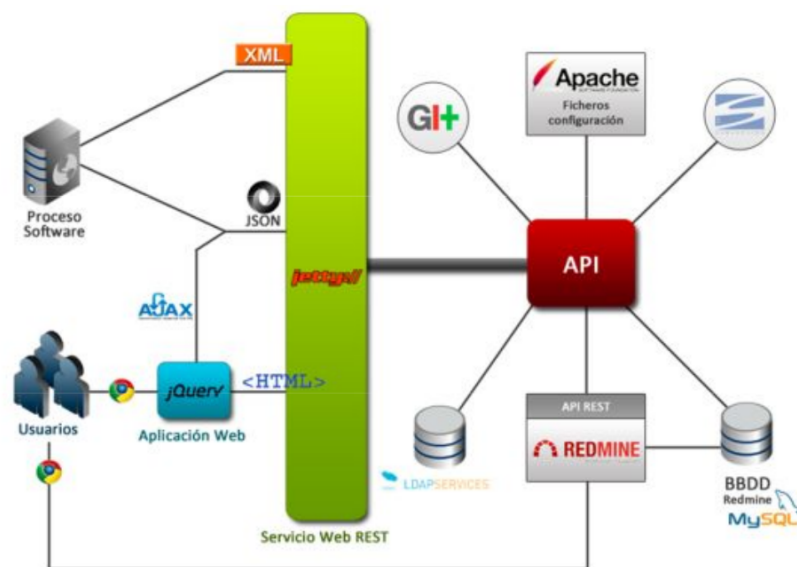 XML
Apache
Ficheros
configuración
GIt
Proceso
Software
JSON
API
jetty://
AJAX
jQuery
<HTML>
Usuarios
Aplicación Web
API REST
REDMINE
LDAPSERVICES
BBDD
Redmine
MySQL
Servicio Web REST